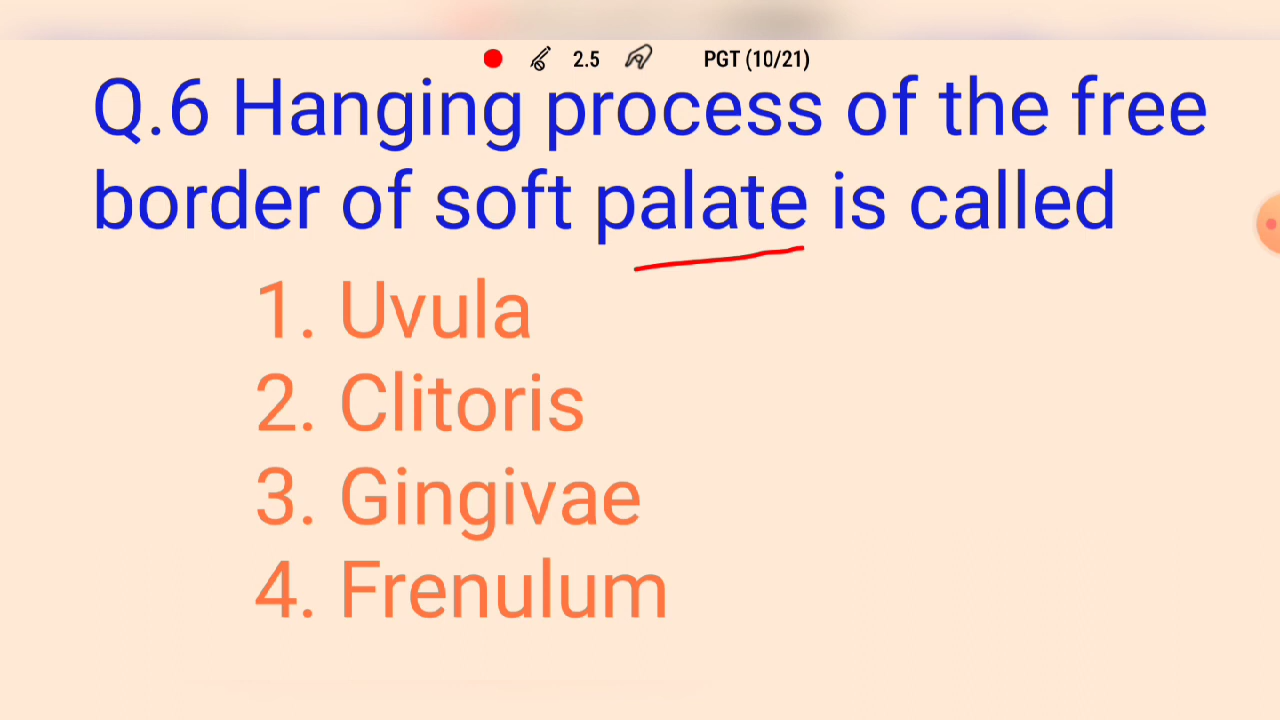 2.5 PGT (10/21)
Q.6 Hanging process of the free
border of soft palate is called
1. Uvula
2. Clitoris
3. Gingivae
4. Frenulum